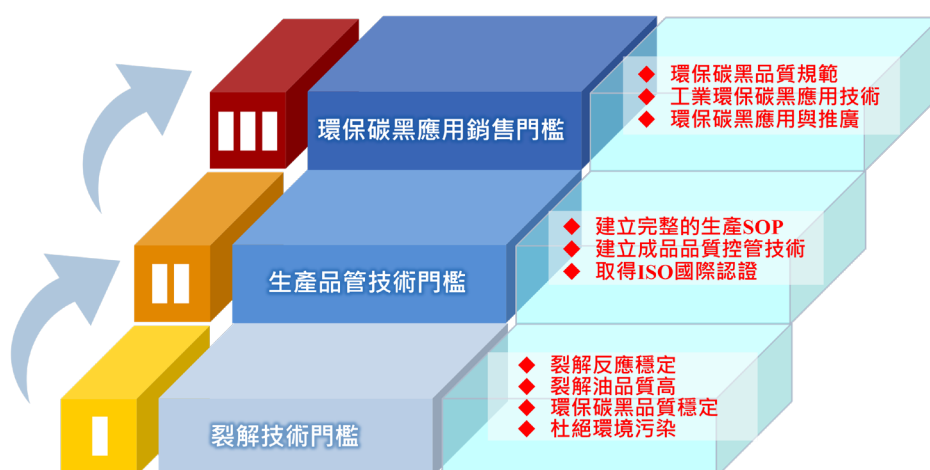 環保碳黑應用銷售門檻
◆ 環保碳黑品質規範
◆ 工業環保碳黑應用技術
◆ 環保碳黑應用與推廣
生產品管技術門檻
◆ 建立完整的生產SOP
◆ 建立成品品質控管技術
◆ 取得ISO國際認證
裂解技術門檻
◆ 裂解反應穩定
◆ 裂解油品質高
◆ 環保碳黑品質穩定
◆ 杜絕環境污染